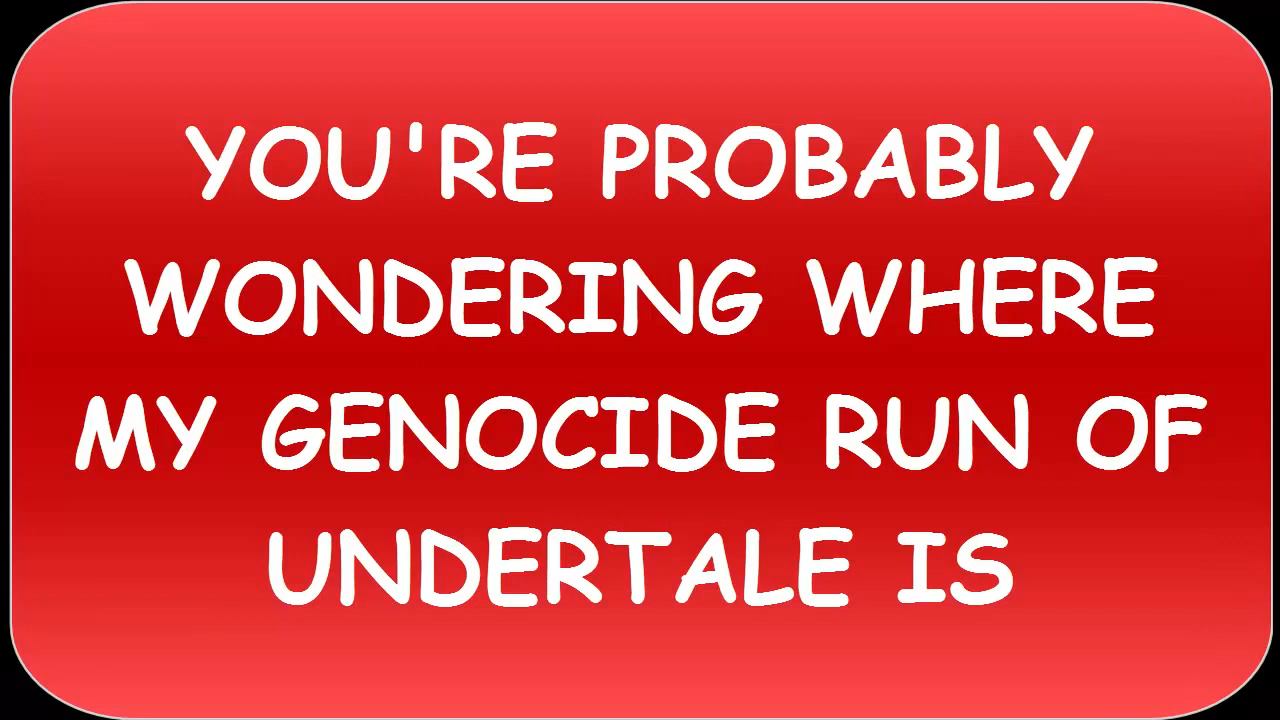 YOU'RE PROBABLY
WONDERING WHERE
MY GENOCIDE RUN OF
UNDERTALE IS